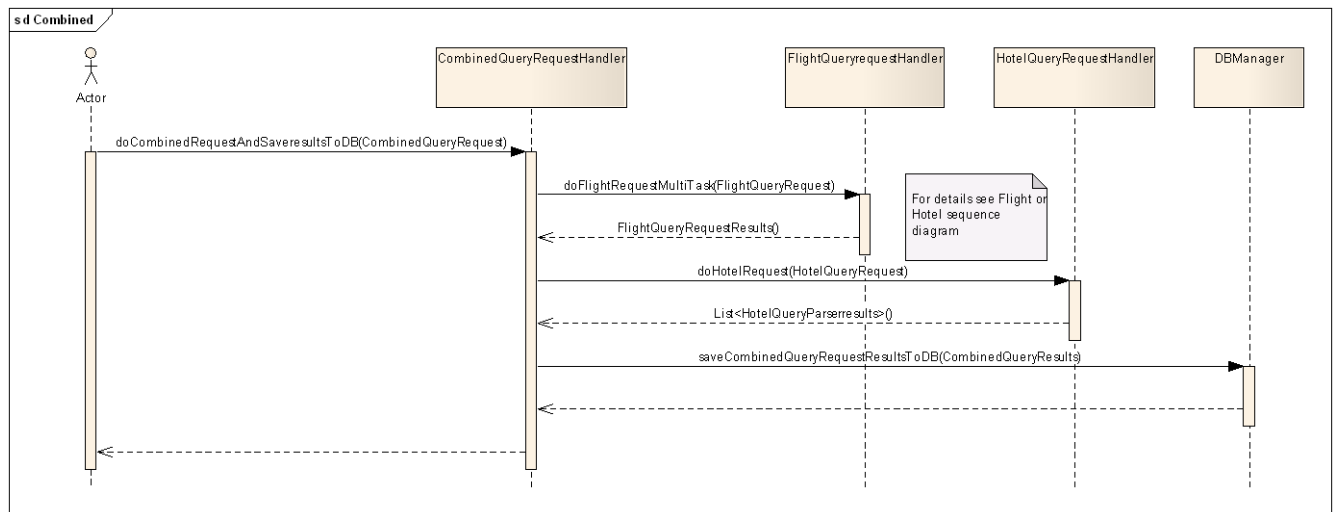 sd Combined
Actor
CombinedQueryRequestHandler
FlightQueryrequestHandler
HotelQueryRequestHandler
DBManager
doCombinedRequestAndSaveresultsToDB(CombinedQueryRequest)
doFlightRequestMultiTask(FlightQueryRequest)
For details see Flight or
Hotel sequence
diagram
FlightQueryRequestResults()
doHotelRequest(HotelQueryRequest)
List<HotelQueryParserresults>()
saveCombinedQueryRequestResultsToDB(CombinedQueryResults)